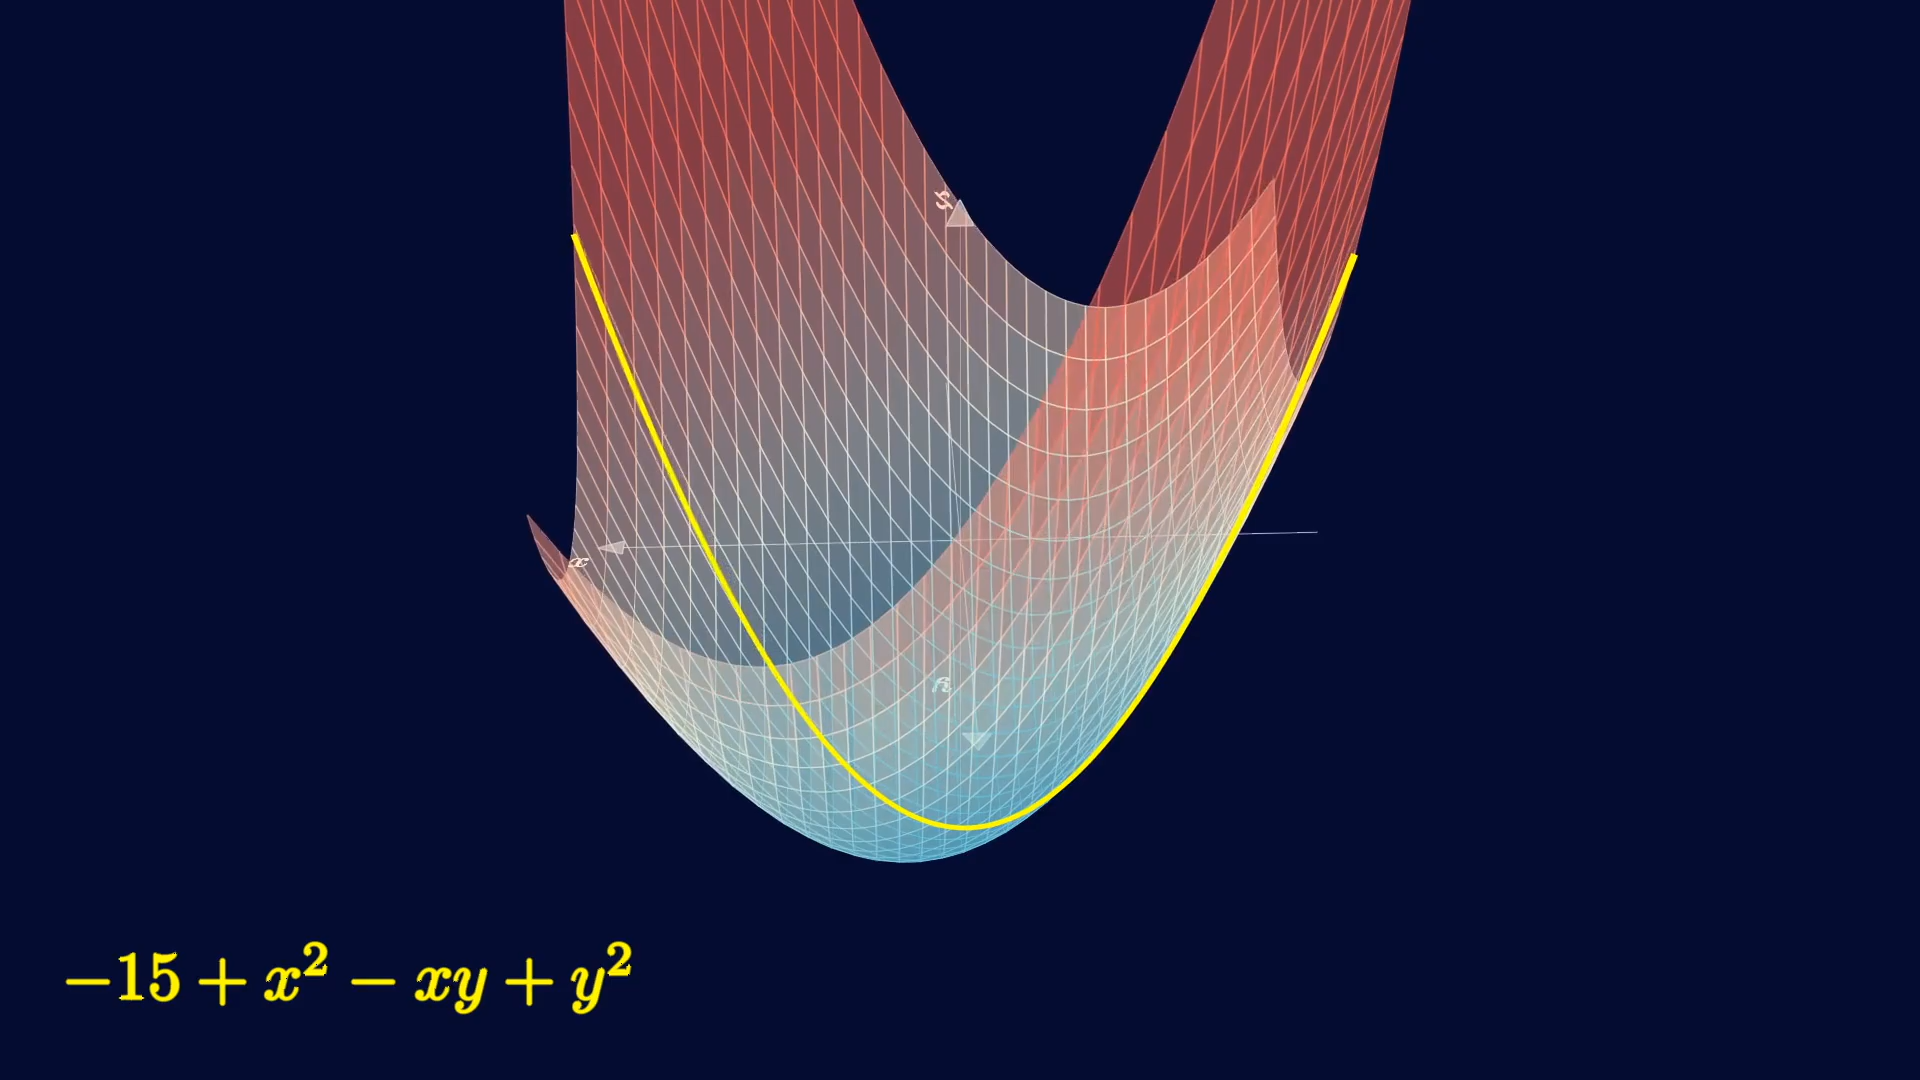 z
x
y
−15 + x² − xy + y²